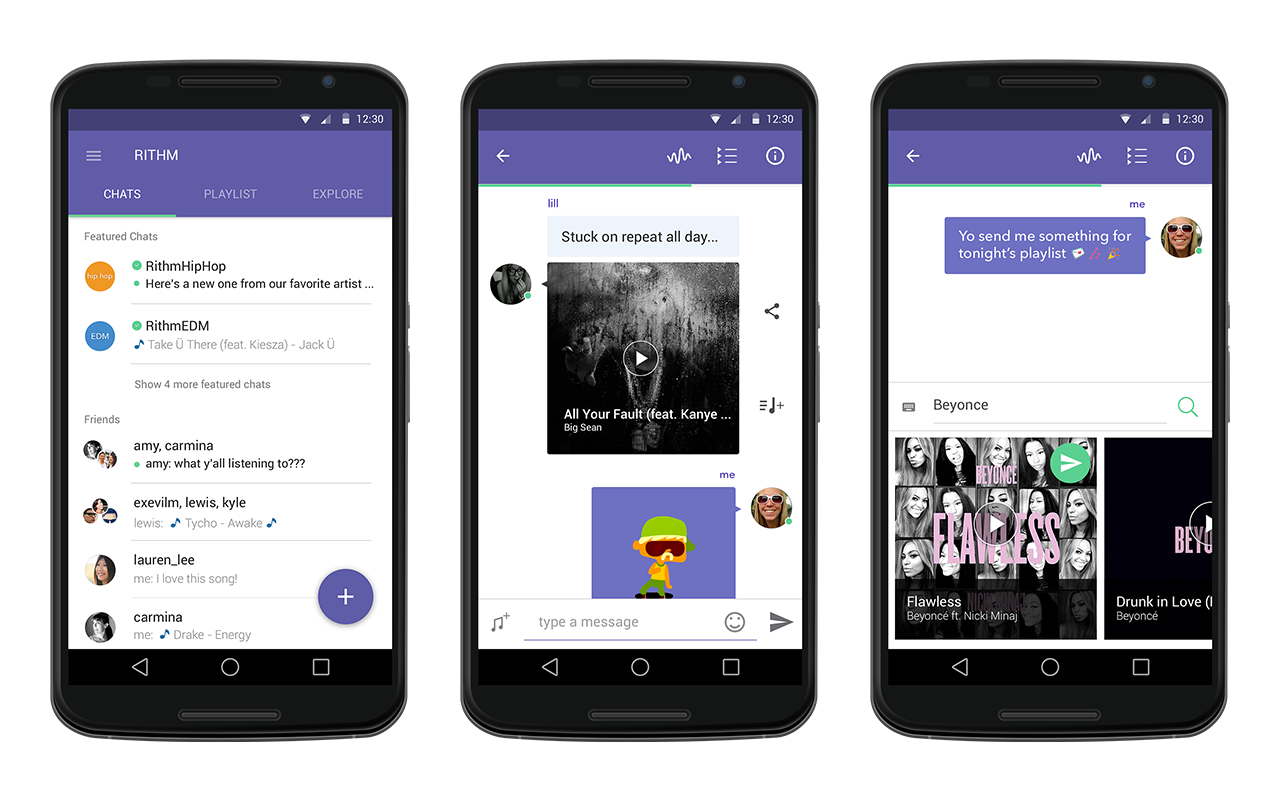 12:30
RITHM
CHATS PLAYLIST EXPLORE
Featured Chats
hip hop
RithmHipHop
Here's a new one from our favorite artist ...
EDM
RithmEDM
Take Ü There (feat. Kiesza) - Jack Ü
Show 4 more featured chats
Friends
amy, carmina
amy: what y'all listening to???
exevilm, lewis, kyle
lewis: Tycho - Awake
lauren_lee
me: I love this song!
+
carmina
me: Drake - Energy
12:30
lill
Stuck on repeat all day...
All Your Fault (feat. Kanye ...
Big Sean
me
type a message
12:30
me
Yo send me something for
tonight's playlist
Beyonce
BEYONCÉ
FLAWLESS
NICKI MINAJ
Flawless
Beyoncé ft. Nicki Minaj
BEYO
Drunk in Love (
Beyoncé